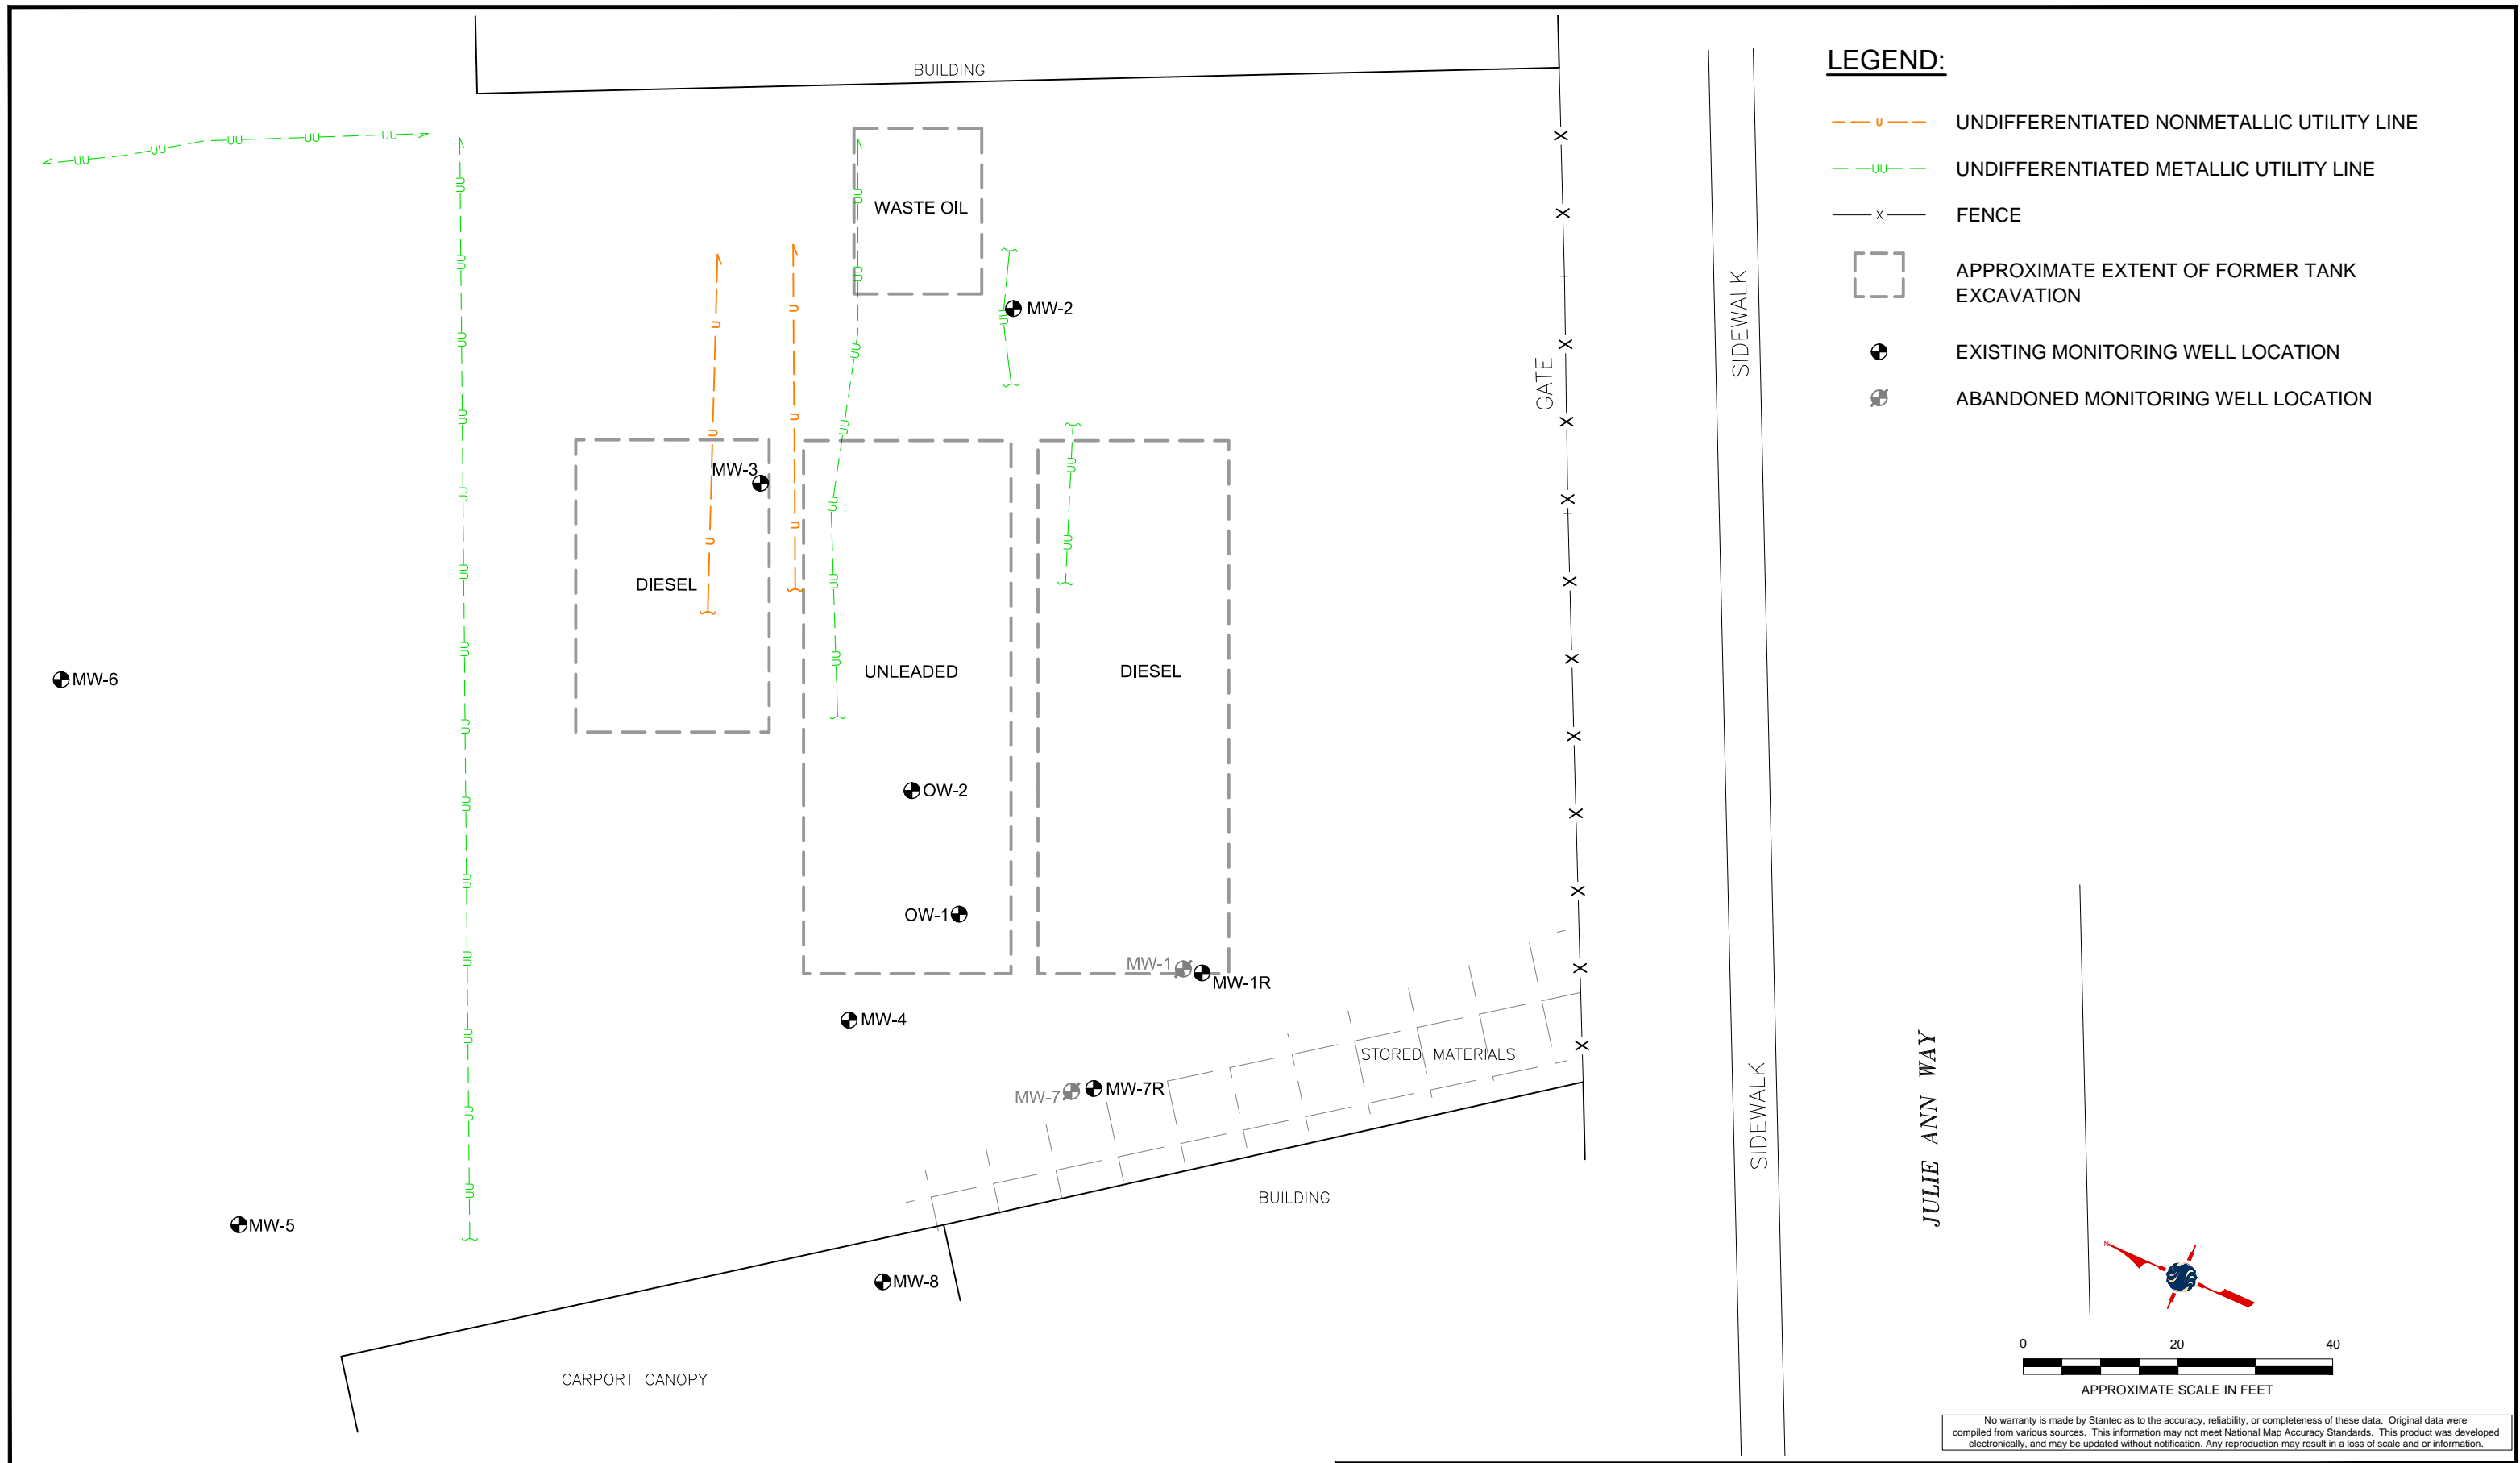 BUILDING
LEGEND:
U
UNDIFFERENTIATED NONMETALLIC UTILITY LINE
UU
UNDIFFERENTIATED METALLIC UTILITY LINE
X
FENCE
APPROXIMATE EXTENT OF FORMER TANK
EXCAVATION
EXISTING MONITORING WELL LOCATION
ABANDONED MONITORING WELL LOCATION
WASTE OIL
MW-2
SIDEWALK
GATE
MW-3
DIESEL
UNLEADED
DIESEL
MW-6
OW-2
OW-1
MW-1
MW-1R
MW-4
STORED MATERIALS
MW-7
MW-7R
SIDEWALK
JULIE ANN WAY
BUILDING
MW-5
MW-8
CARPORT CANOPY
N
0 20 40
APPROXIMATE SCALE IN FEET
No warranty is made by Stantec as to the accuracy, reliability, or completeness of these data. Original data were
compiled from various sources. This information may not meet National Map Accuracy Standards. This product was developed
electronically, and may be updated without notification. Any reproduction may result in a loss of scale and or information.